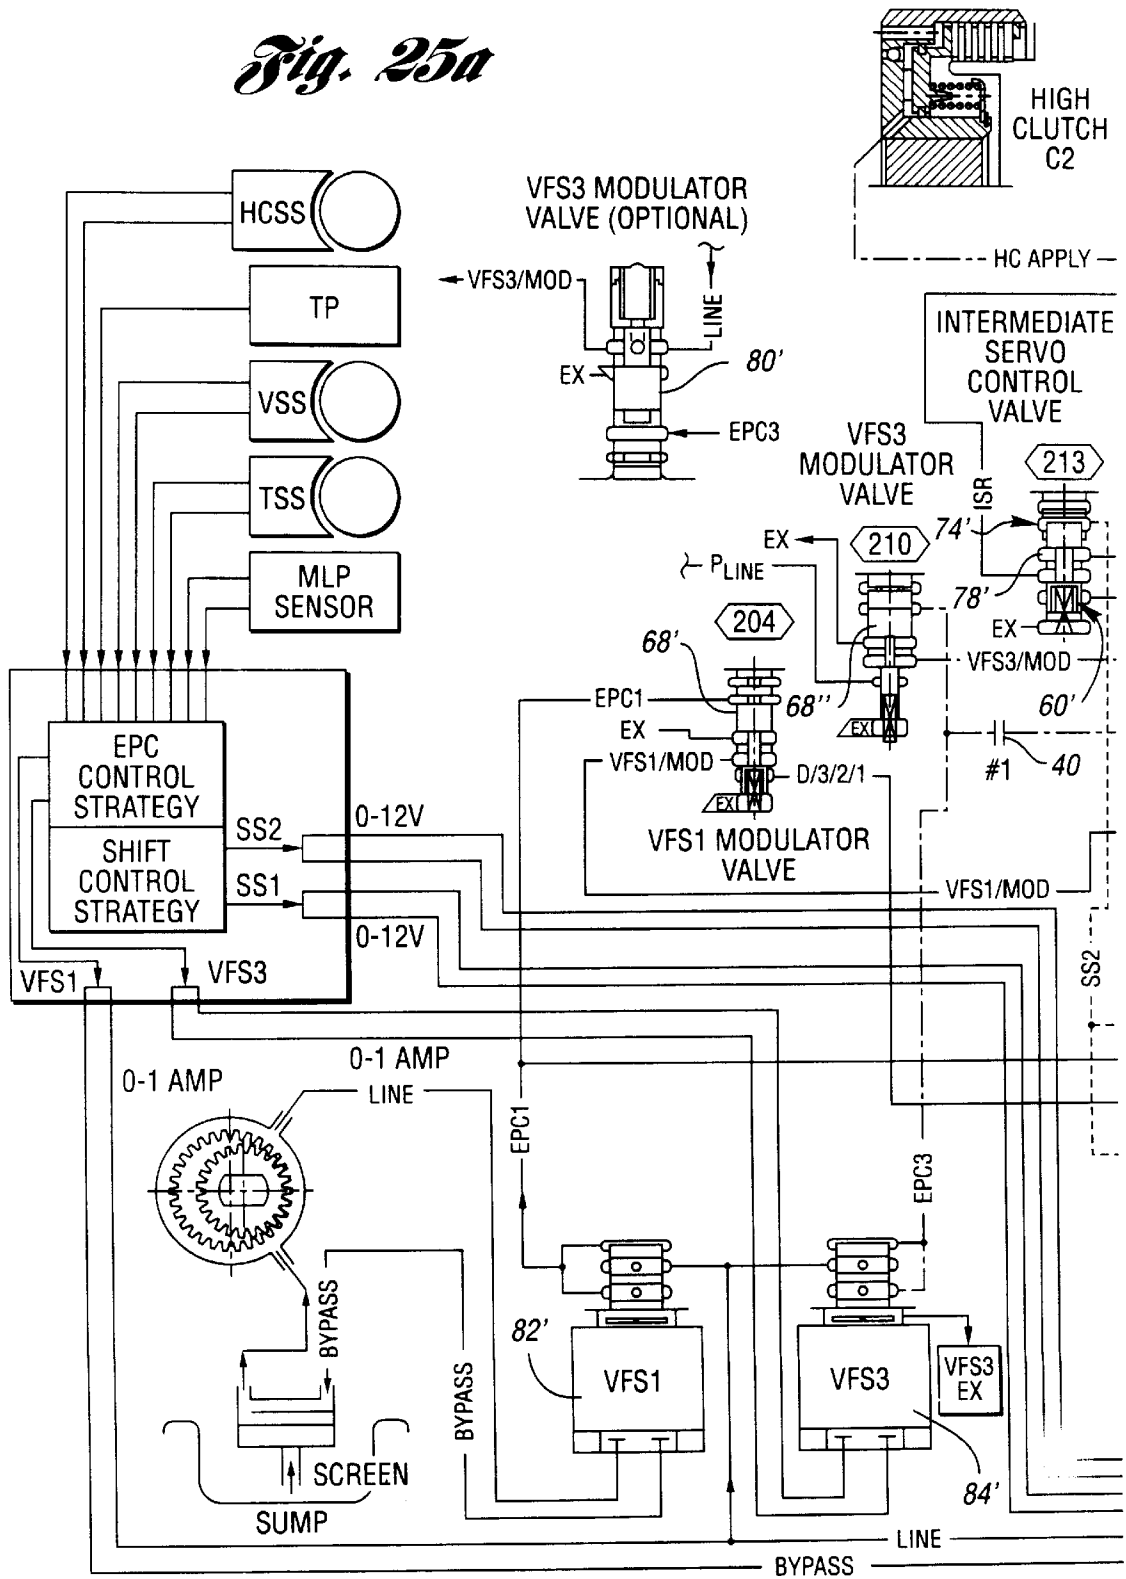 Fig. 25a
HIGH
CLUTCH
C2
HC APPLY
HCSS
TP
VSS
TSS
MLP
SENSOR
VFS3 MODULATOR
VALVE (OPTIONAL)
VFS3/MOD
LINE
EX
80'
EPC3
INTERMEDIATE
SERVO
CONTROL
VALVE
213
ISR
74'
78'
EX
60'
VFS3
MODULATOR
VALVE
210
EX
PLINE
68''
VFS3/MOD
EX
#1
40
204
68'
EPC1
EX
VFS1/MOD
D/3/2/1
EX
VFS1 MODULATOR
VALVE
VFS1/MOD
SS2
EPC
CONTROL
STRATEGY
SHIFT
CONTROL
STRATEGY
SS2
SS1
0-12V
0-12V
VFS1
VFS3
0-1 AMP
0-1 AMP
LINE
EPC1
EPC3
BYPASS
BYPASS
SCREEN
SUMP
82'
VFS1
VFS3
VFS3
EX
84'
LINE
BYPASS